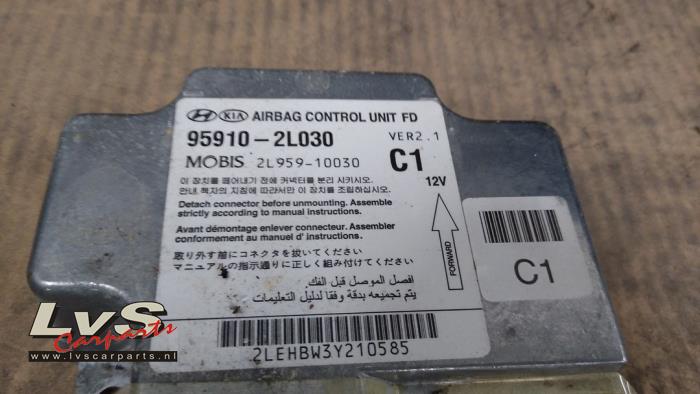 HYUNDAI KIA AIRBAG CONTROL UNIT FD
95910-2L030 VER2.1
MOBIS 2L959-10030 C1
이 장치를 떼어내기 전에 커넥터를 분리 시키시오.
안내 책자의 지침에 따라서만 이 장치를 조립하십시오.
12V
Detach connector before unmounting. Assemble
strictly according to manual instructions.
Avant démontage enlever connecteur. Assembler
conformement au manuel d' instructions.
FORWARD
取り外す前にコネクタを抜いてください
マニュアルの指示通りに正しく組み付けてください
افصل الموصل قبل الفك.
يتم تجميعه بدقة وفقا لدليل التعليمات
2LEHBW3Y210585
C1
LvS
Carparts
www.lvscarparts.nl